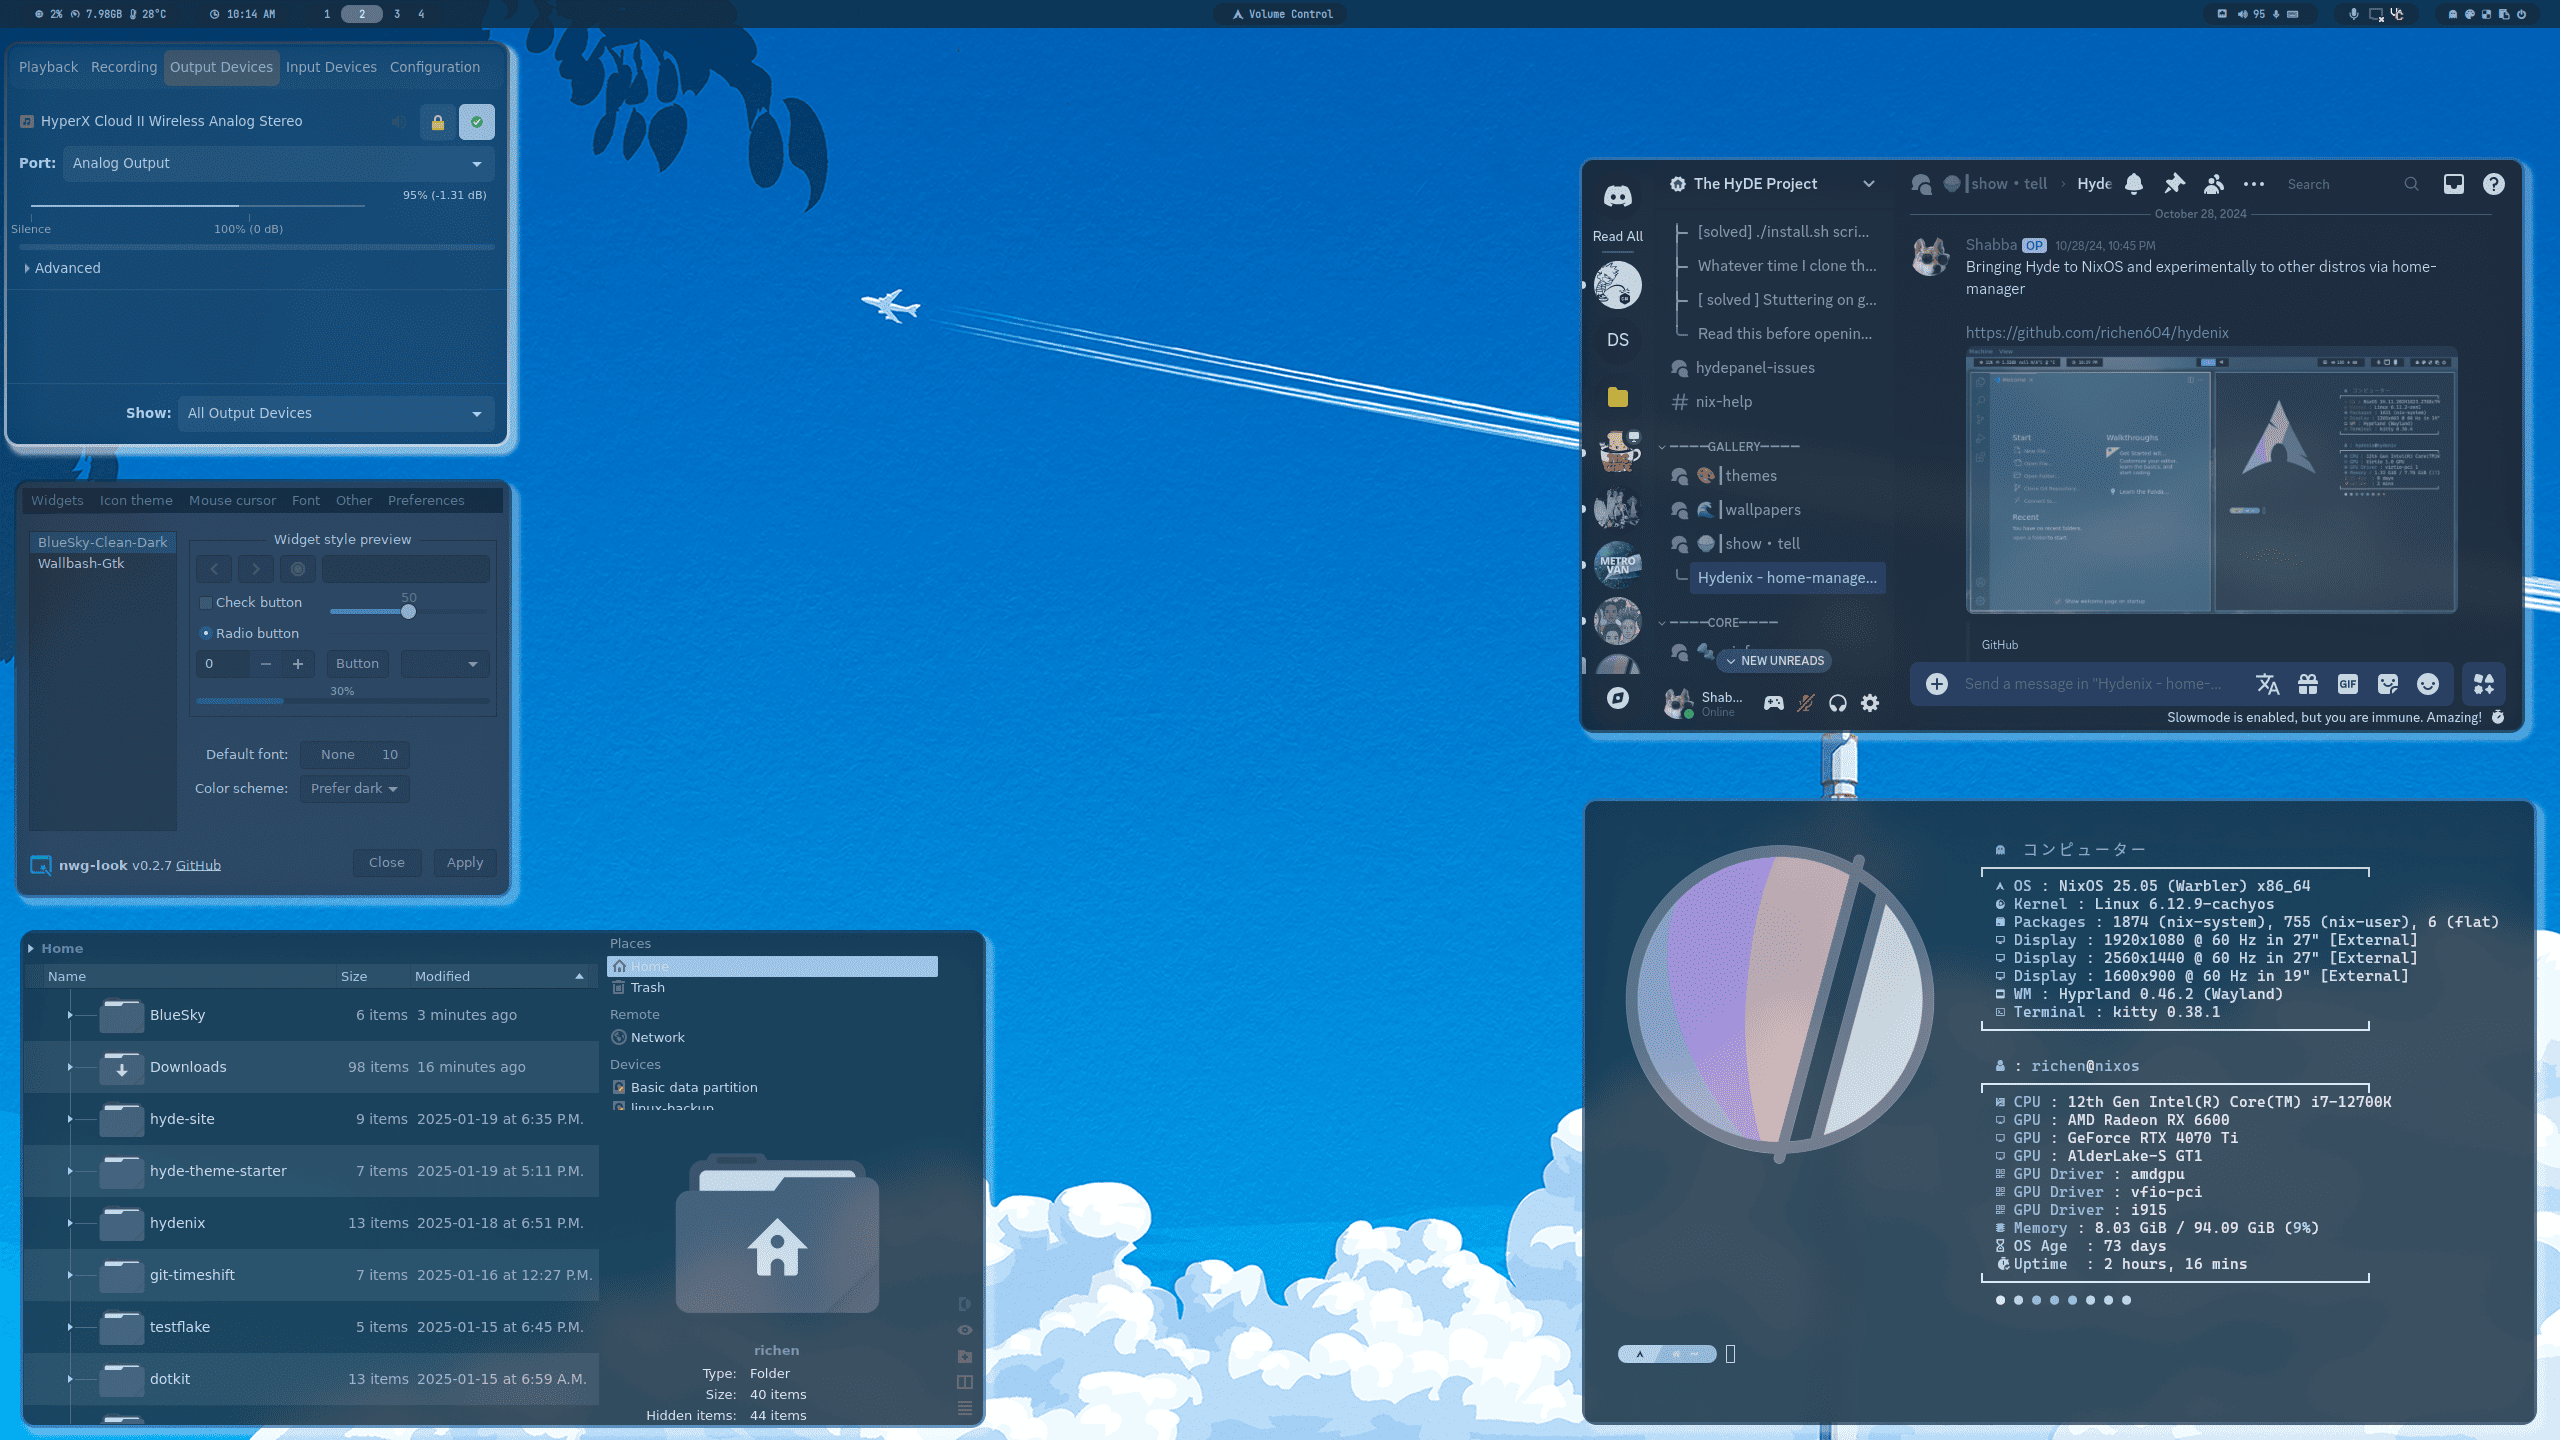 2% 7.98GB 28°C 10:14 AM 1 2 3 4
Volume Control
95
Playback Recording Output Devices Input Devices Configuration
HyperX Cloud II Wireless Analog Stereo
Port: Analog Output
95% (-1.31 dB)
Silence 100% (0 dB)
Advanced
Show: All Output Devices
Widgets Icon theme Mouse cursor Font Other Preferences
BlueSky-Clean-Dark
Wallbash-Gtk
Widget style preview
Check button 50
Radio button
0 − + Button
30%
Default font: None 10
Color scheme: Prefer dark
nwg-look v0.2.7 GitHub Close Apply
Home
Name Size Modified
BlueSky 6 items 3 minutes ago
Downloads 98 items 16 minutes ago
hyde-site 9 items 2025-01-19 at 6:35 P.M.
hyde-theme-starter 7 items 2025-01-19 at 5:11 P.M.
hydenix 13 items 2025-01-18 at 6:51 P.M.
git-timeshift 7 items 2025-01-16 at 12:27 P.M.
testflake 5 items 2025-01-15 at 6:45 P.M.
dotkit 13 items 2025-01-15 at 6:59 A.M.
Places
Home
Trash
Remote
Network
Devices
Basic data partition
linux-backup
richen
Type: Folder
Size: 40 items
Hidden items: 44 items
Read All
DS
METRO VAN
The HyDE Project
[solved] ./install.sh scri...
Whatever time I clone th...
[ solved ] Stuttering on g...
Read this before openin...
hydepanel-issues
nix-help
GALLERY
themes
wallpapers
show • tell
Hydenix - home-manage...
CORE
NEW UNREADS
Shab...
Online
show • tell › Hyde
Search
October 28, 2024
Shabba OP 10/28/24, 10:45 PM
Bringing Hyde to NixOS and experimentally to other distros via home-
manager
https://github.com/richen604/hydenix
Machine View
Welcome
Start
Walkthroughs
Recent
GitHub
Send a message in "Hydenix - home-...
GIF
Slowmode is enabled, but you are immune. Amazing!
コンピューター
OS : NixOS 25.05 (Warbler) x86_64
Kernel : Linux 6.12.9-cachyos
Packages : 1874 (nix-system), 755 (nix-user), 6 (flat)
Display : 1920x1080 @ 60 Hz in 27" [External]
Display : 2560x1440 @ 60 Hz in 27" [External]
Display : 1600x900 @ 60 Hz in 19" [External]
WM : Hyprland 0.46.2 (Wayland)
Terminal : kitty 0.38.1
: richen@nixos
CPU : 12th Gen Intel(R) Core(TM) i7-12700K
GPU : AMD Radeon RX 6600
GPU : GeForce RTX 4070 Ti
GPU : AlderLake-S GT1
GPU Driver : amdgpu
GPU Driver : vfio-pci
GPU Driver : i915
Memory : 8.03 GiB / 94.09 GiB (9%)
OS Age : 73 days
Uptime : 2 hours, 16 mins
~